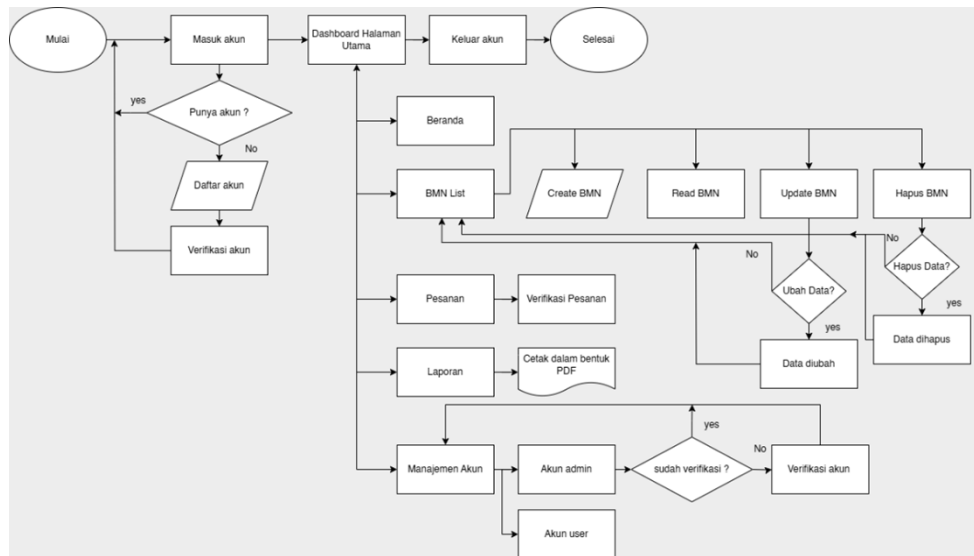 Mulai
Masuk akun
Dashboard Halaman
Utama
Keluar akun
Selesai
yes
Punya akun ?
No
Daftar akun
Verifikasi akun
Beranda
BMN List
Create BMN
Read BMN
Update BMN
Hapus BMN
No
Hapus Data?
yes
Data dihapus
No
Ubah Data?
yes
Data diubah
Pesanan
Verifikasi Pesanan
Laporan
Cetak dalam bentuk
PDF
Manajemen Akun
Akun admin
sudah verifikasi ?
yes
No
Verifikasi akun
Akun user